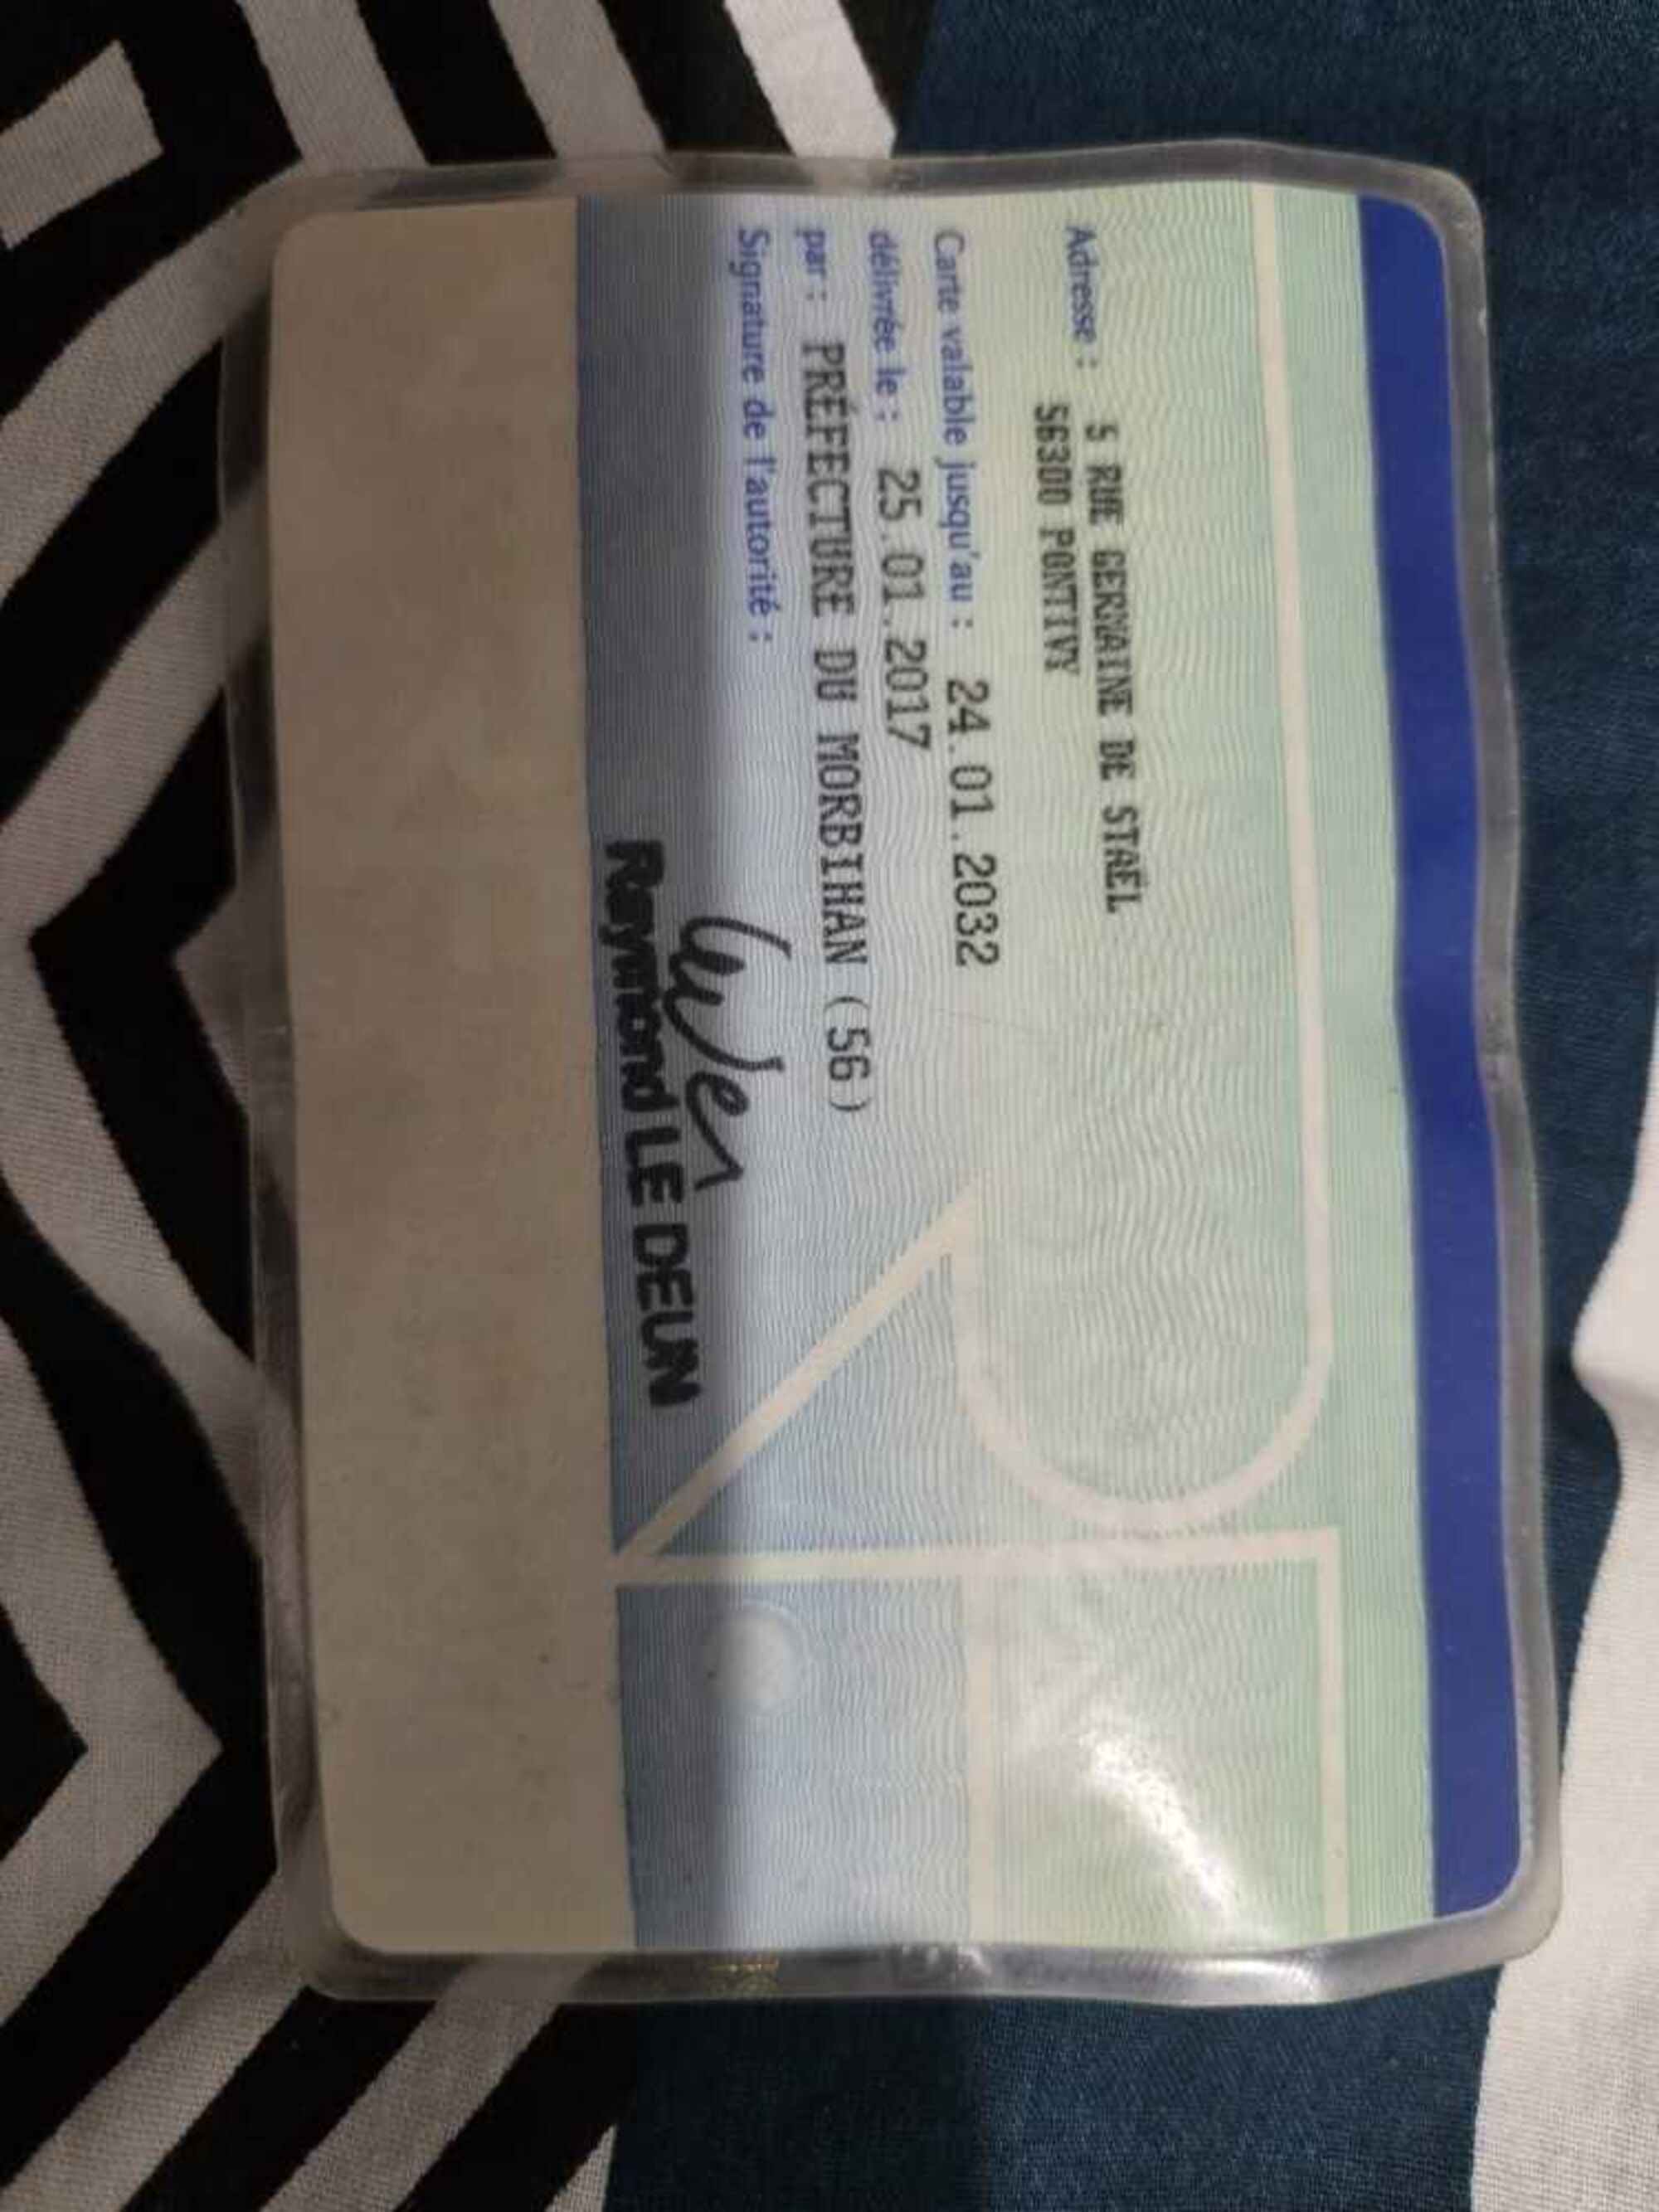 Adresse : 5 RUE GERMAINE DE STAËL
56300 PONTIVY
Carte valable jusqu'au : 24.01.2032
délivrée le : 25.01.2017
par : PRÉFECTURE DU MORBIHAN (56)
Signature de l'autorité :
Raymond LE DEUN